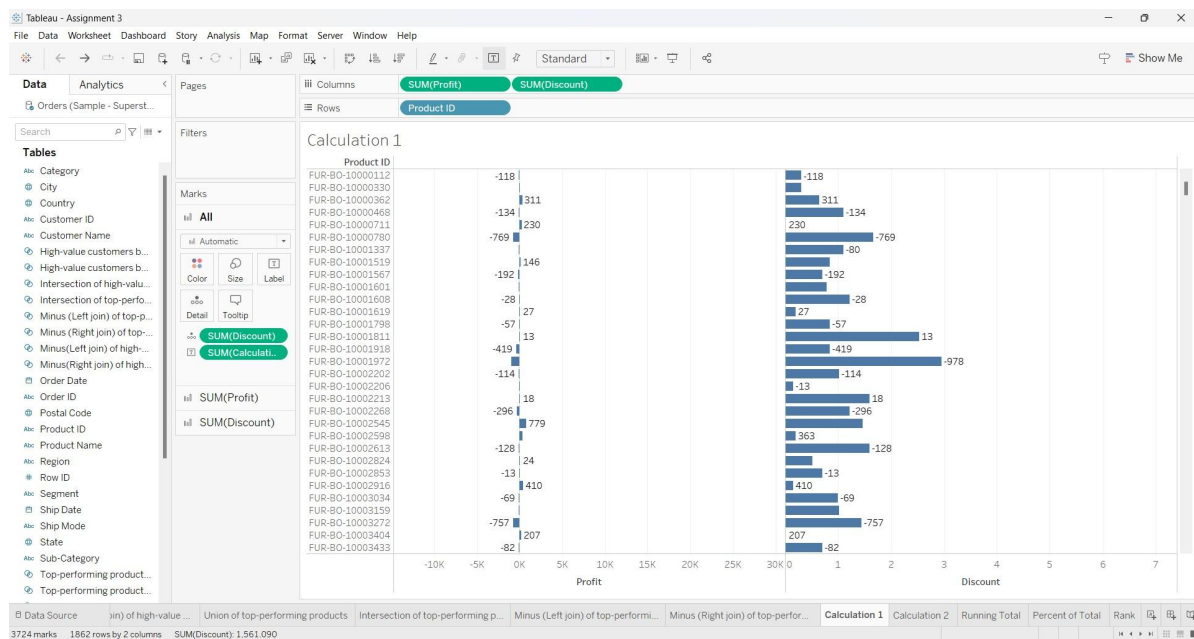 Tableau - Assignment 3
File Data Worksheet Dashboard Story Analysis Map Format Server Window Help
Standard
Show Me
Data Analytics
Pages
Columns SUM(Profit) SUM(Discount)
Orders (Sample - Superst...
Rows Product ID
Search
Filters
Calculation 1
Tables
Abc Category
City
Country
Abc Customer ID
Abc Customer Name
High-value customers b...
High-value customers b...
Intersection of high-valu...
Intersection of top-perfo...
Minus (Left join) of top-p...
Minus (Right join) of top-...
Minus(Left join) of high-...
Minus(Right join) of high...
Order Date
Abc Order ID
Postal Code
Abc Product ID
Abc Product Name
Abc Region
# Row ID
Abc Segment
Ship Date
Abc Ship Mode
State
Abc Sub-Category
Top-performing product...
Top-performing product...
Marks
All
Automatic
Color Size Label
Detail Tooltip
SUM(Discount)
T SUM(Calculati..
SUM(Profit)
SUM(Discount)
Product ID
FUR-BO-10000112 -118 -118
FUR-BO-10000330
FUR-BO-10000362 311 311
FUR-BO-10000468 -134 -134
FUR-BO-10000711 230 230
FUR-BO-10000780 -769 -769
FUR-BO-10001337 -80
FUR-BO-10001519 146
FUR-BO-10001567 -192 -192
FUR-BO-10001601
FUR-BO-10001608 -28 -28
FUR-BO-10001619 27 27
FUR-BO-10001798 -57 -57
FUR-BO-10001811 13 13
FUR-BO-10001918 -419 -419
FUR-BO-10001972 -978
FUR-BO-10002202 -114 -114
FUR-BO-10002206 -13
FUR-BO-10002213 18 18
FUR-BO-10002268 -296 -296
FUR-BO-10002545 779
FUR-BO-10002598 363
FUR-BO-10002613 -128 -128
FUR-BO-10002824 24
FUR-BO-10002853 -13 -13
FUR-BO-10002916 410 410
FUR-BO-10003034 -69 -69
FUR-BO-10003159
FUR-BO-10003272 -757 -757
FUR-BO-10003404 207 207
FUR-BO-10003433 -82 -82
-10K -5K 0K 5K 10K 15K 20K 25K 30K 0 1 2 3 4 5 6 7
Profit Discount
Data Source oin) of high-value ... Union of top-performing products Intersection of top-performing p... Minus (Left join) of top-performi... Minus (Right join) of top-perfor... Calculation 1 Calculation 2 Running Total Percent of Total Rank
3724 marks 1862 rows by 2 columns SUM(Discount): 1,561.090